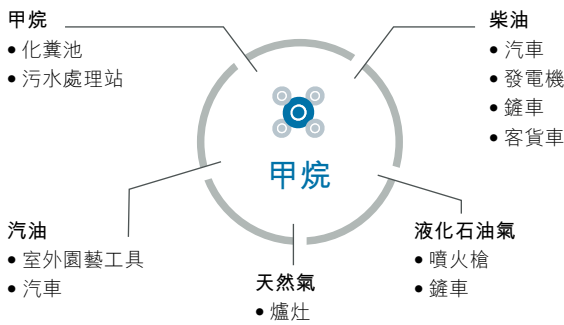 甲烷
• 化糞池
• 污水處理站
柴油
• 汽車
• 發電機
• 鏟車
• 客貨車
甲烷
汽油
• 室外園藝工具
• 汽車
天然氣
• 爐灶
液化石油氣
• 噴火槍
• 鏟車